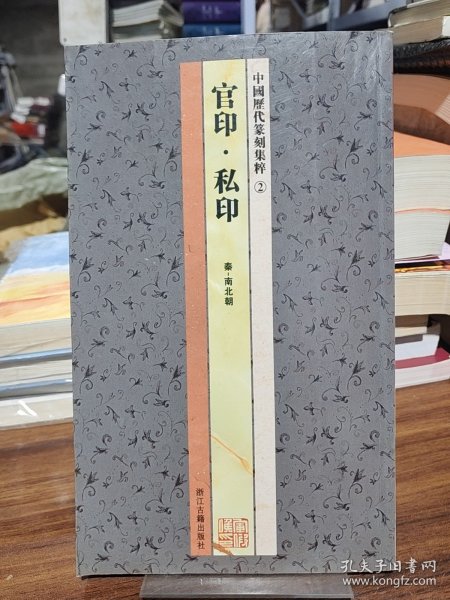 中國歷代篆刻集粹②
官印·私印
秦-南北朝
浙江古籍出版社
孔夫子旧书网
www.kongfz.com